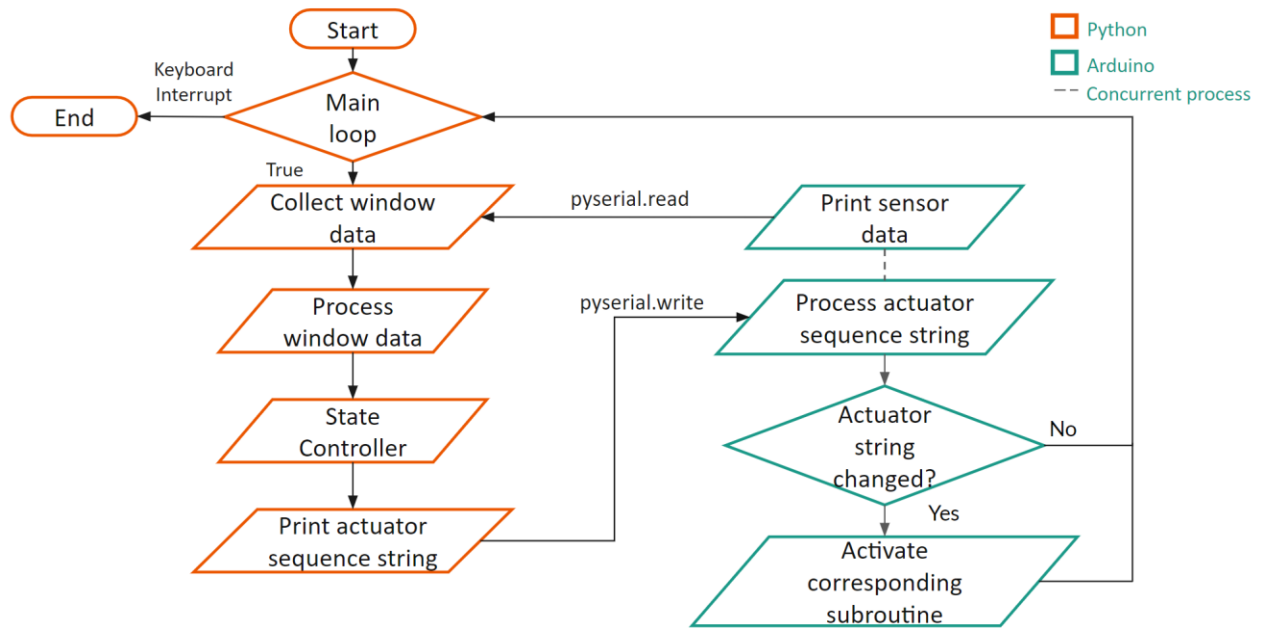 Start
Python
Arduino
Concurrent process
Keyboard
Interrupt
End
Main
loop
True
Collect window
data
pyserial.read
Print sensor
data
Process
window data
pyserial.write
Process actuator
sequence string
State
Controller
Actuator
string
changed?
No
Yes
Print actuator
sequence string
Activate
corresponding
subroutine